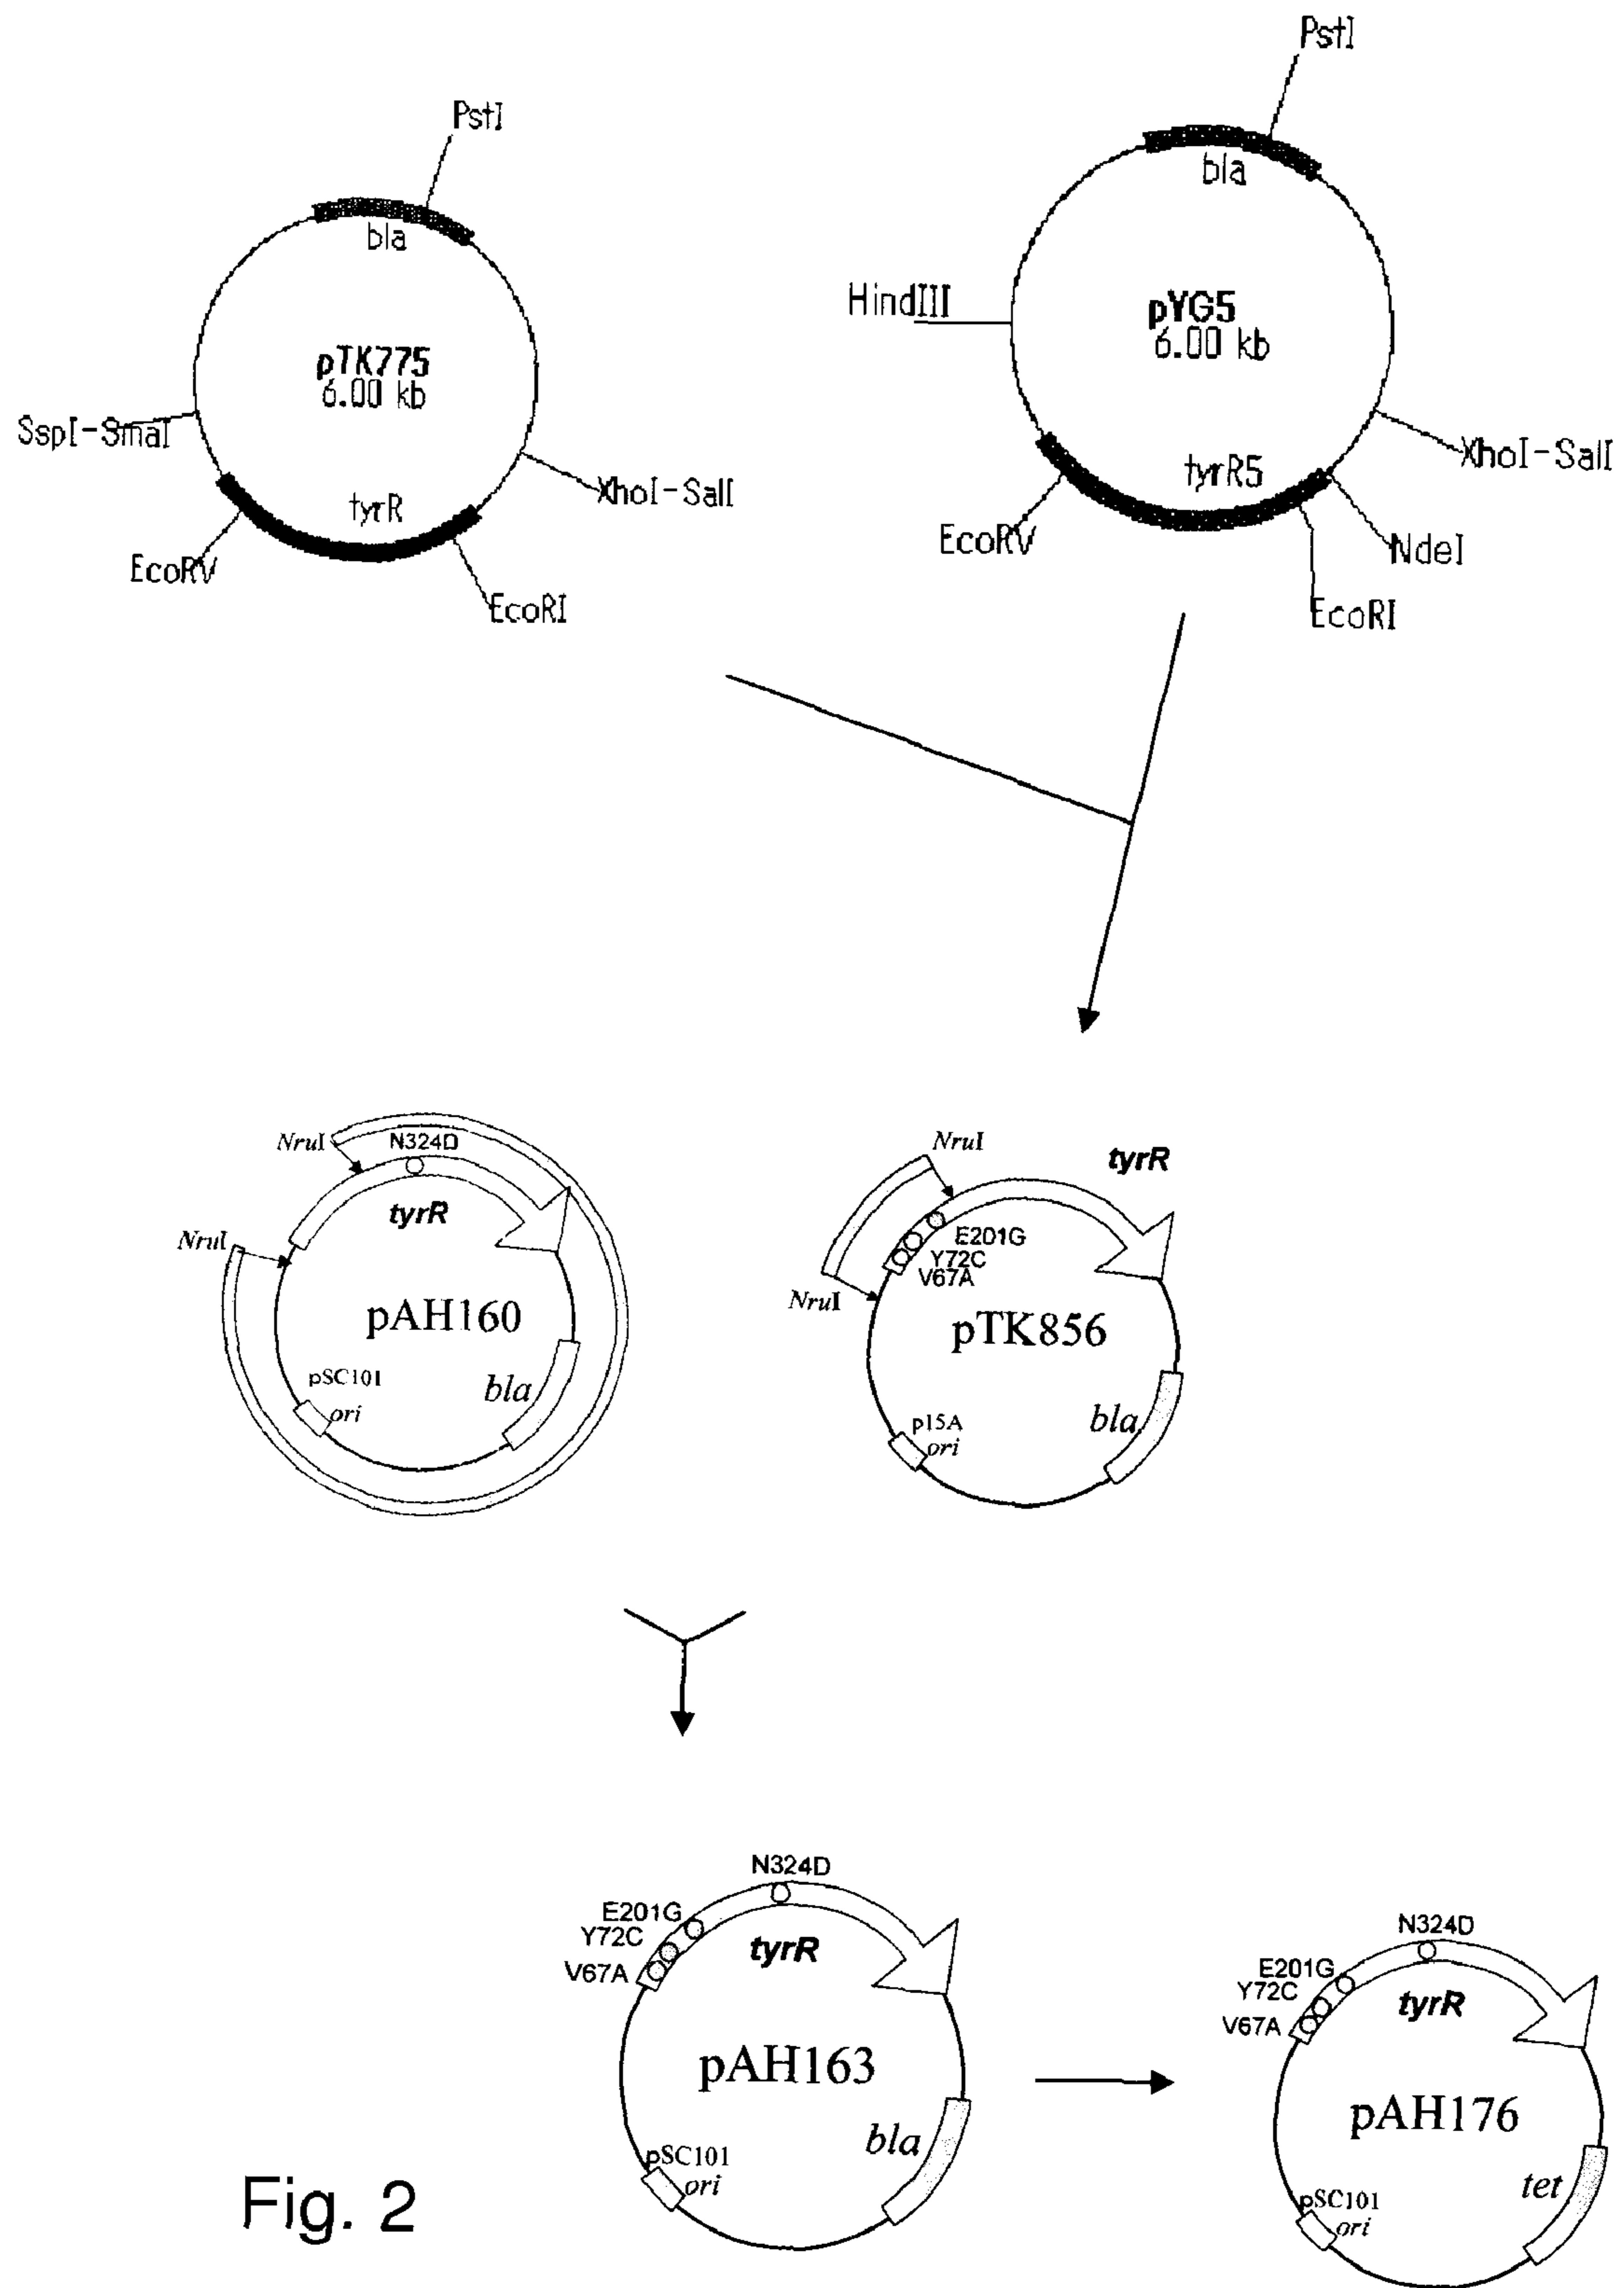 PstI
bla
pTK775
6.00 kb
SspI-SmaI
XhoI-SalI
tyrR
EcoRV
EcoRI
PstI
bla
HindIII
pYG5
6.00 kb
XhoI-SalI
tyrR5
EcoRV
NdeI
EcoRI
NruI
N324D
tyrR
NruI
pAH160
pSC101
ori
bla
NruI
tyrR
E201G
Y72C
V67A
NruI
pTK856
p15A
ori
bla
N324D
E201G
Y72C
V67A
tyrR
pAH163
bla
pSC101
ori
N324D
E201G
Y72C
V67A
tyrR
pAH176
tet
pSC101
ori
Fig. 2